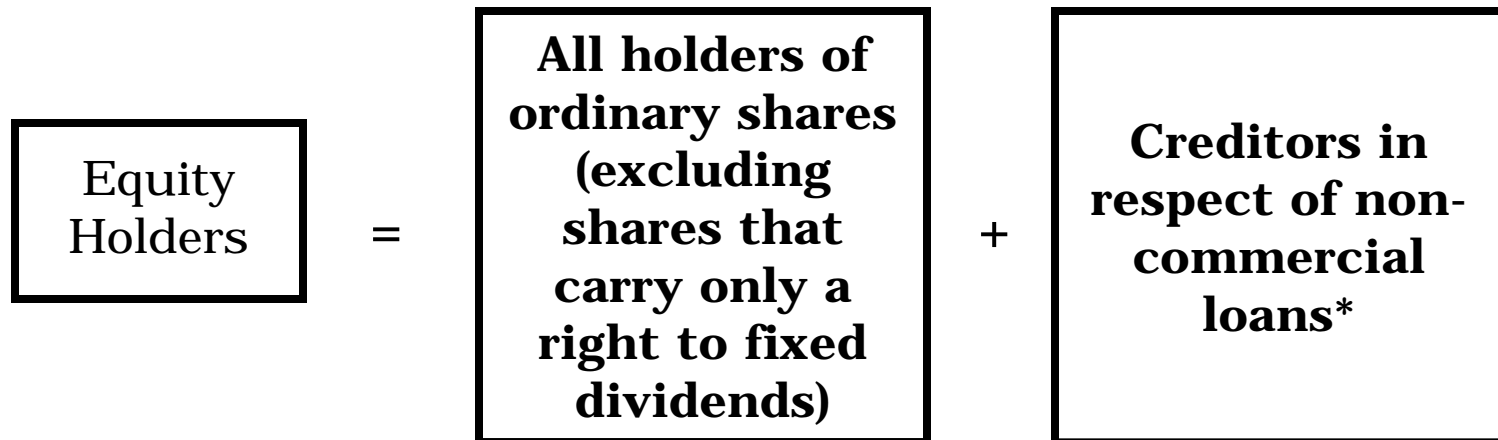 Equity
Holders
=
All holders of
ordinary shares
(excluding
shares that
carry only a
right to fixed
dividends)
+
Creditors in
respect of non-
commercial
loans*